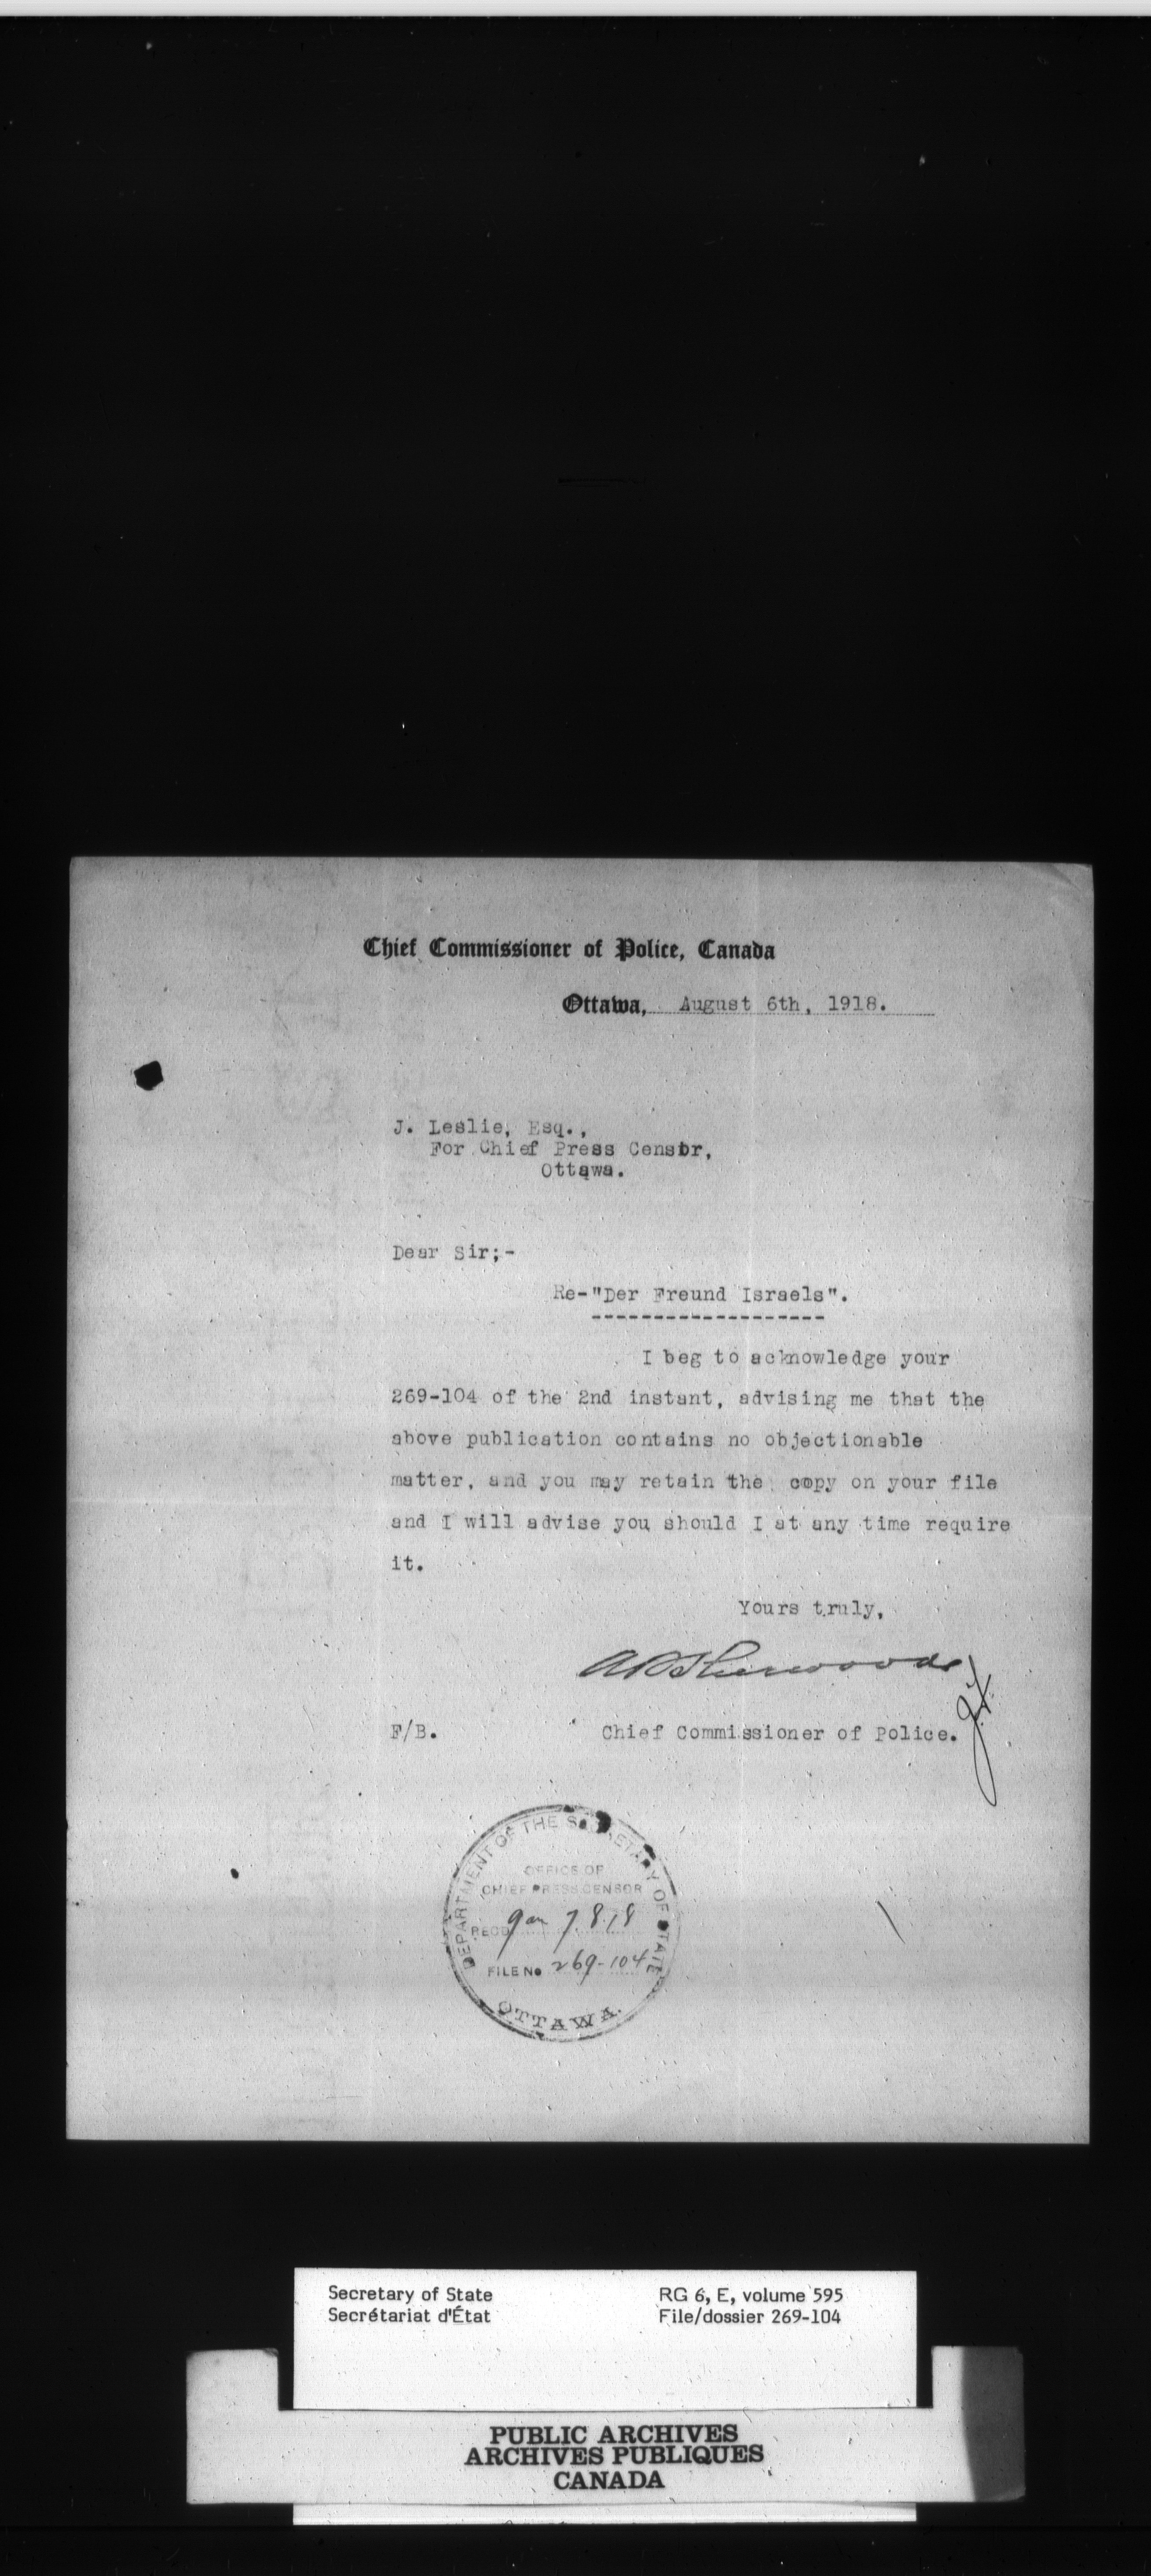 Chief Commissioner of Police, Canada
Ottawa, August 6th, 1918.
J. Leslie, Esq.,
For Chief Press Censor,
Ottawa.
Dear Sir;-
Re-"Der Freund Israels".
-------------------
I beg to acknowledge your
269-104 of the 2nd instant, advising me that the
above publication contains no objectionable
matter, and you may retain the copy on your file
and I will advise you should I at any time require
it.
Yours truly,
A P Sherwood
F/B. Chief Commissioner of Police.
DEPARTMENT OF THE SECRETARY OF STATE
OFFICE OF
CHIEF PRESS CENSOR
RECD 7.8.18
FILE No 269-104
OTTAWA.
Secretary of State RG 6, E, volume 595
Secrétariat d'État File/dossier 269-104
PUBLIC ARCHIVES
ARCHIVES PUBLIQUES
CANADA